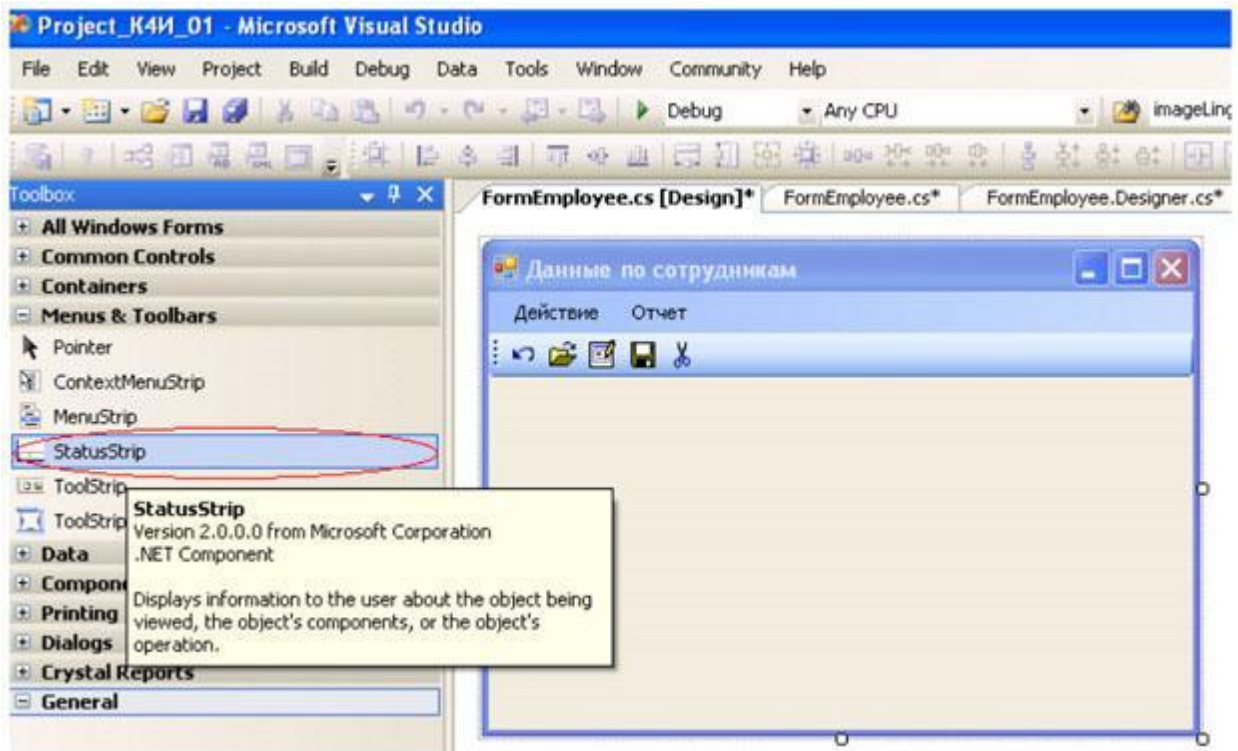 Project_К4И_01 - Microsoft Visual Studio
File Edit View Project Build Debug Data Tools Window Community Help
Debug Any CPU
Toolbox
FormEmployee.cs [Design]* FormEmployee.cs* FormEmployee.Designer.cs*
All Windows Forms
Common Controls
Containers
Menus & Toolbars
Pointer
ContextMenuStrip
MenuStrip
StatusStrip
ToolStrip
ToolStrip
Data
Printing
Dialogs
Crystal Reports
General
StatusStrip
Version 2.0.0.0 from Microsoft Corporation
.NET Component
Displays information to the user about the object being
viewed, the object's components, or the object's
operation.
Данные по сотрудникам
Действие Отчет